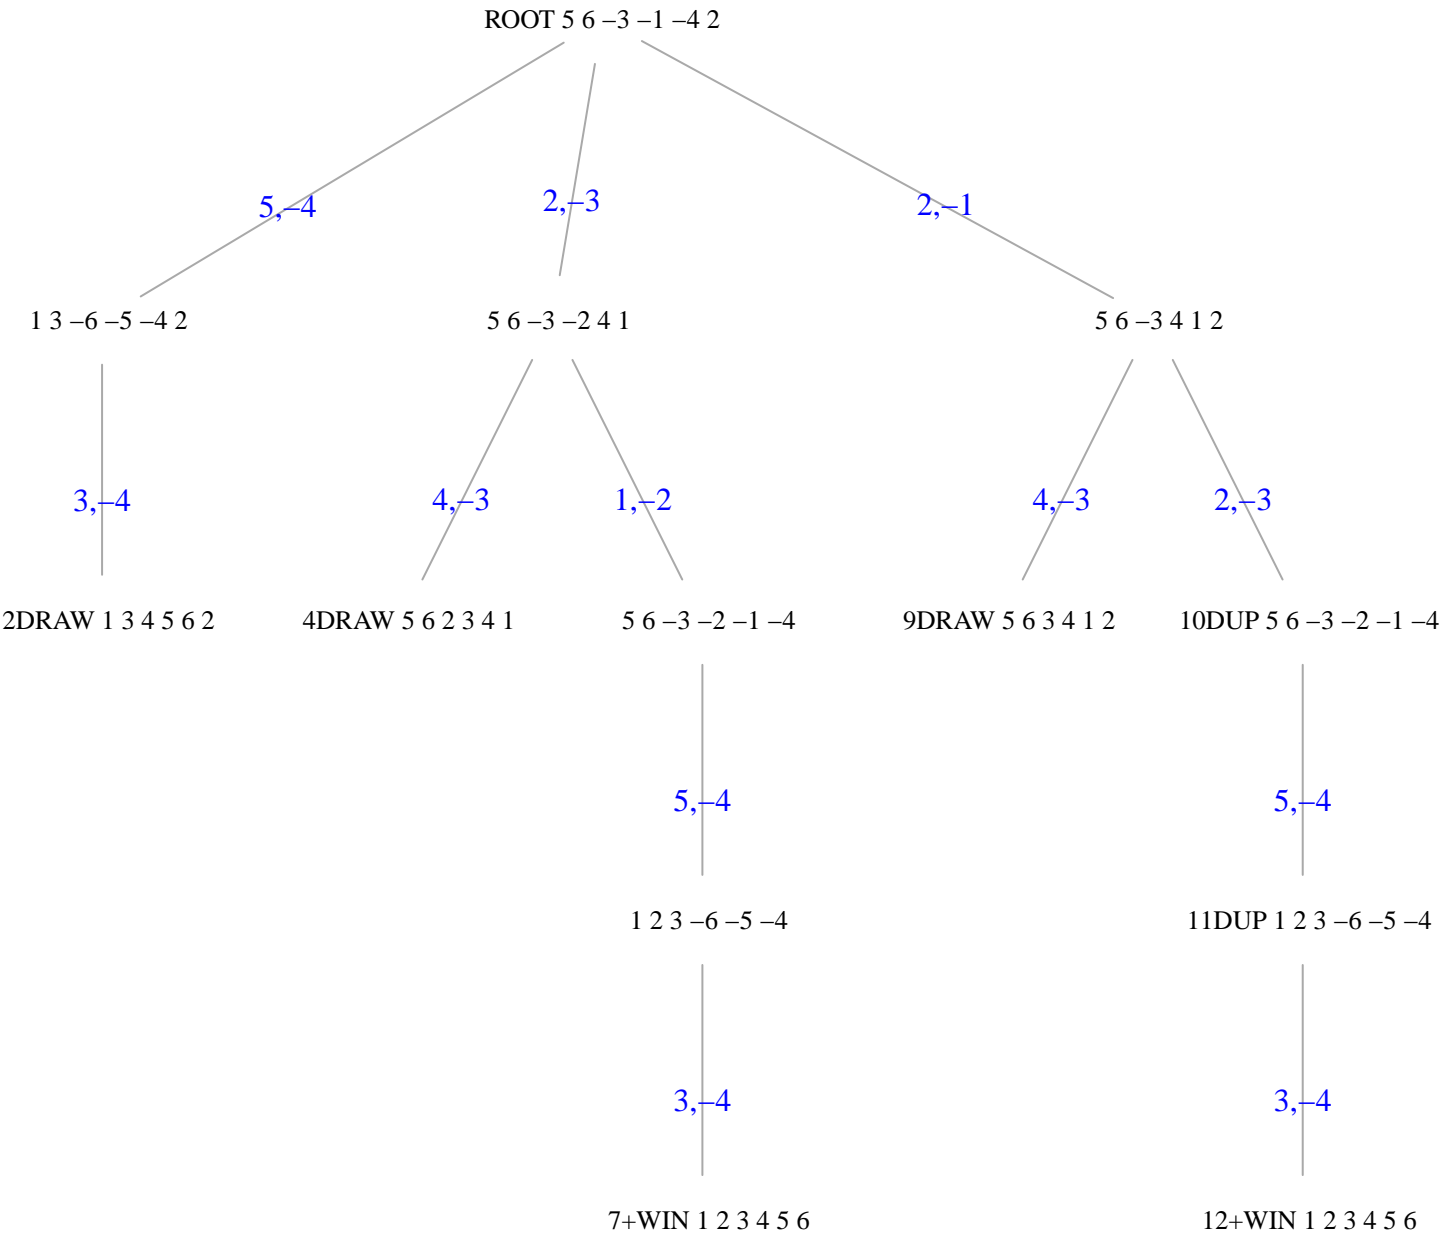 ROOT 5 6 –3 –1 –4 2
5,–4
2,–3
2,–1
1 3 –6 –5 –4 2
5 6 –3 –2 4 1
5 6 –3 4 1 2
3,–4
4,–3
1,–2
4,–3
2,–3
2DRAW 1 3 4 5 6 2
4DRAW 5 6 2 3 4 1
5 6 –3 –2 –1 –4
9DRAW 5 6 3 4 1 2
10DUP 5 6 –3 –2 –1 –4
5,–4
5,–4
1 2 3 –6 –5 –4
11DUP 1 2 3 –6 –5 –4
3,–4
3,–4
7+WIN 1 2 3 4 5 6
12+WIN 1 2 3 4 5 6